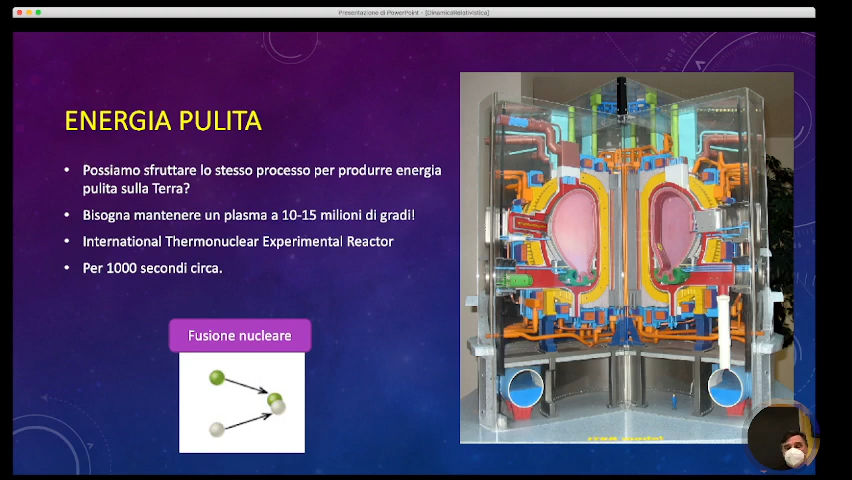 Presentazione di PowerPoint - [DinamicaRelativistica]
ENERGIA PULITA
• Possiamo sfruttare lo stesso processo per produrre energia
pulita sulla Terra?
• Bisogna mantenere un plasma a 10-15 milioni di gradi!
• International Thermonuclear Experimental Reactor
• Per 1000 secondi circa.
Fusione nucleare